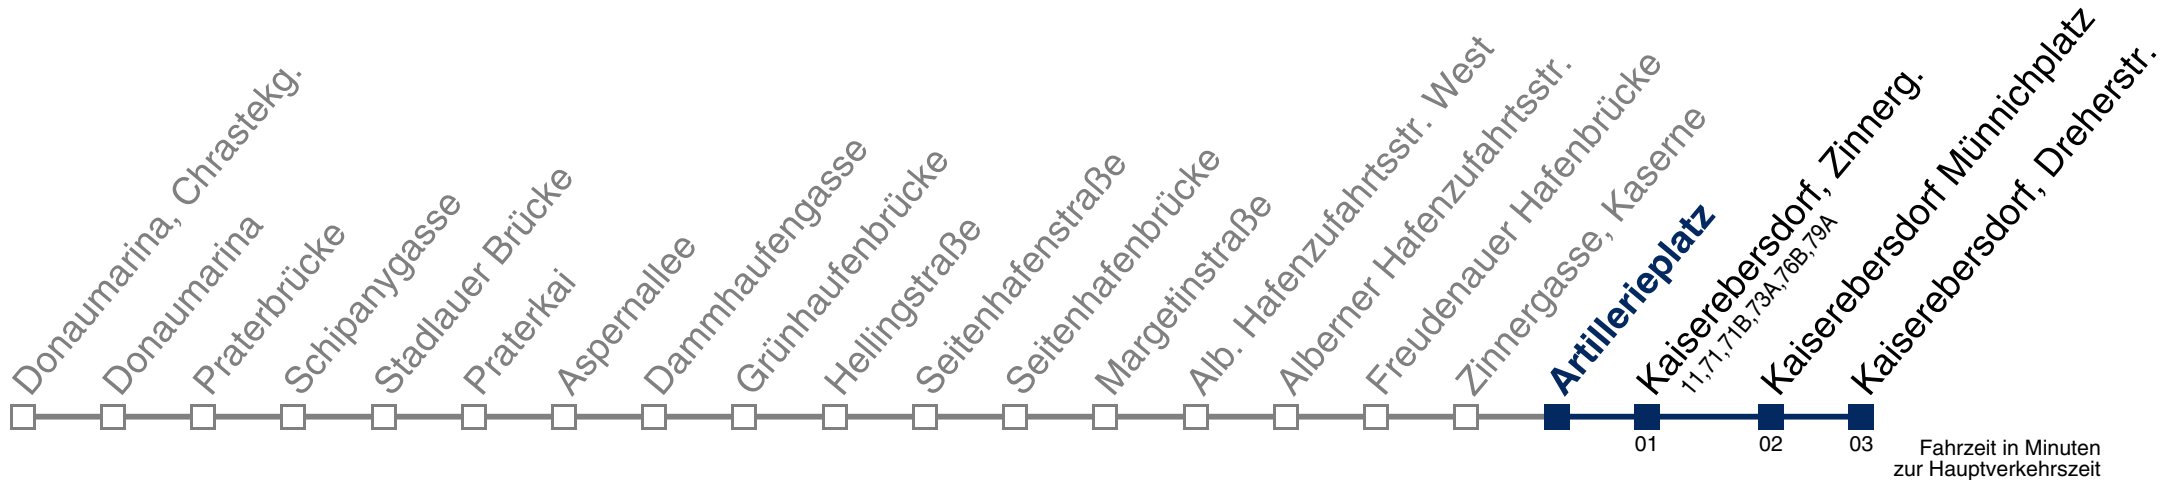 Donaumarina, Chrastekg.
Donaumarina
Praterbrücke
Schipanygasse
Stadlauer Brücke
Praterkai
Aspernallee
Dammhaufengasse
Grünhaufenbrücke
Hellingstraße
Seitenhafenstraße
Seitenhafenbrücke
Margetinstraße
Alb. Hafenzufahrtsstr. West
Alberner Hafenzufahrtsstr.
Freudenauer Hafenbrücke
Zinnergasse, Kaserne
Artillerieplatz
Kaiserebersdorf, Zinnerg.
11,71,71B,73A,76B,79A
Kaiserebersdorf Münnichplatz
Kaiserebersdorf, Dreherstr.
01
02
03
Fahrzeit in Minuten
zur Hauptverkehrszeit